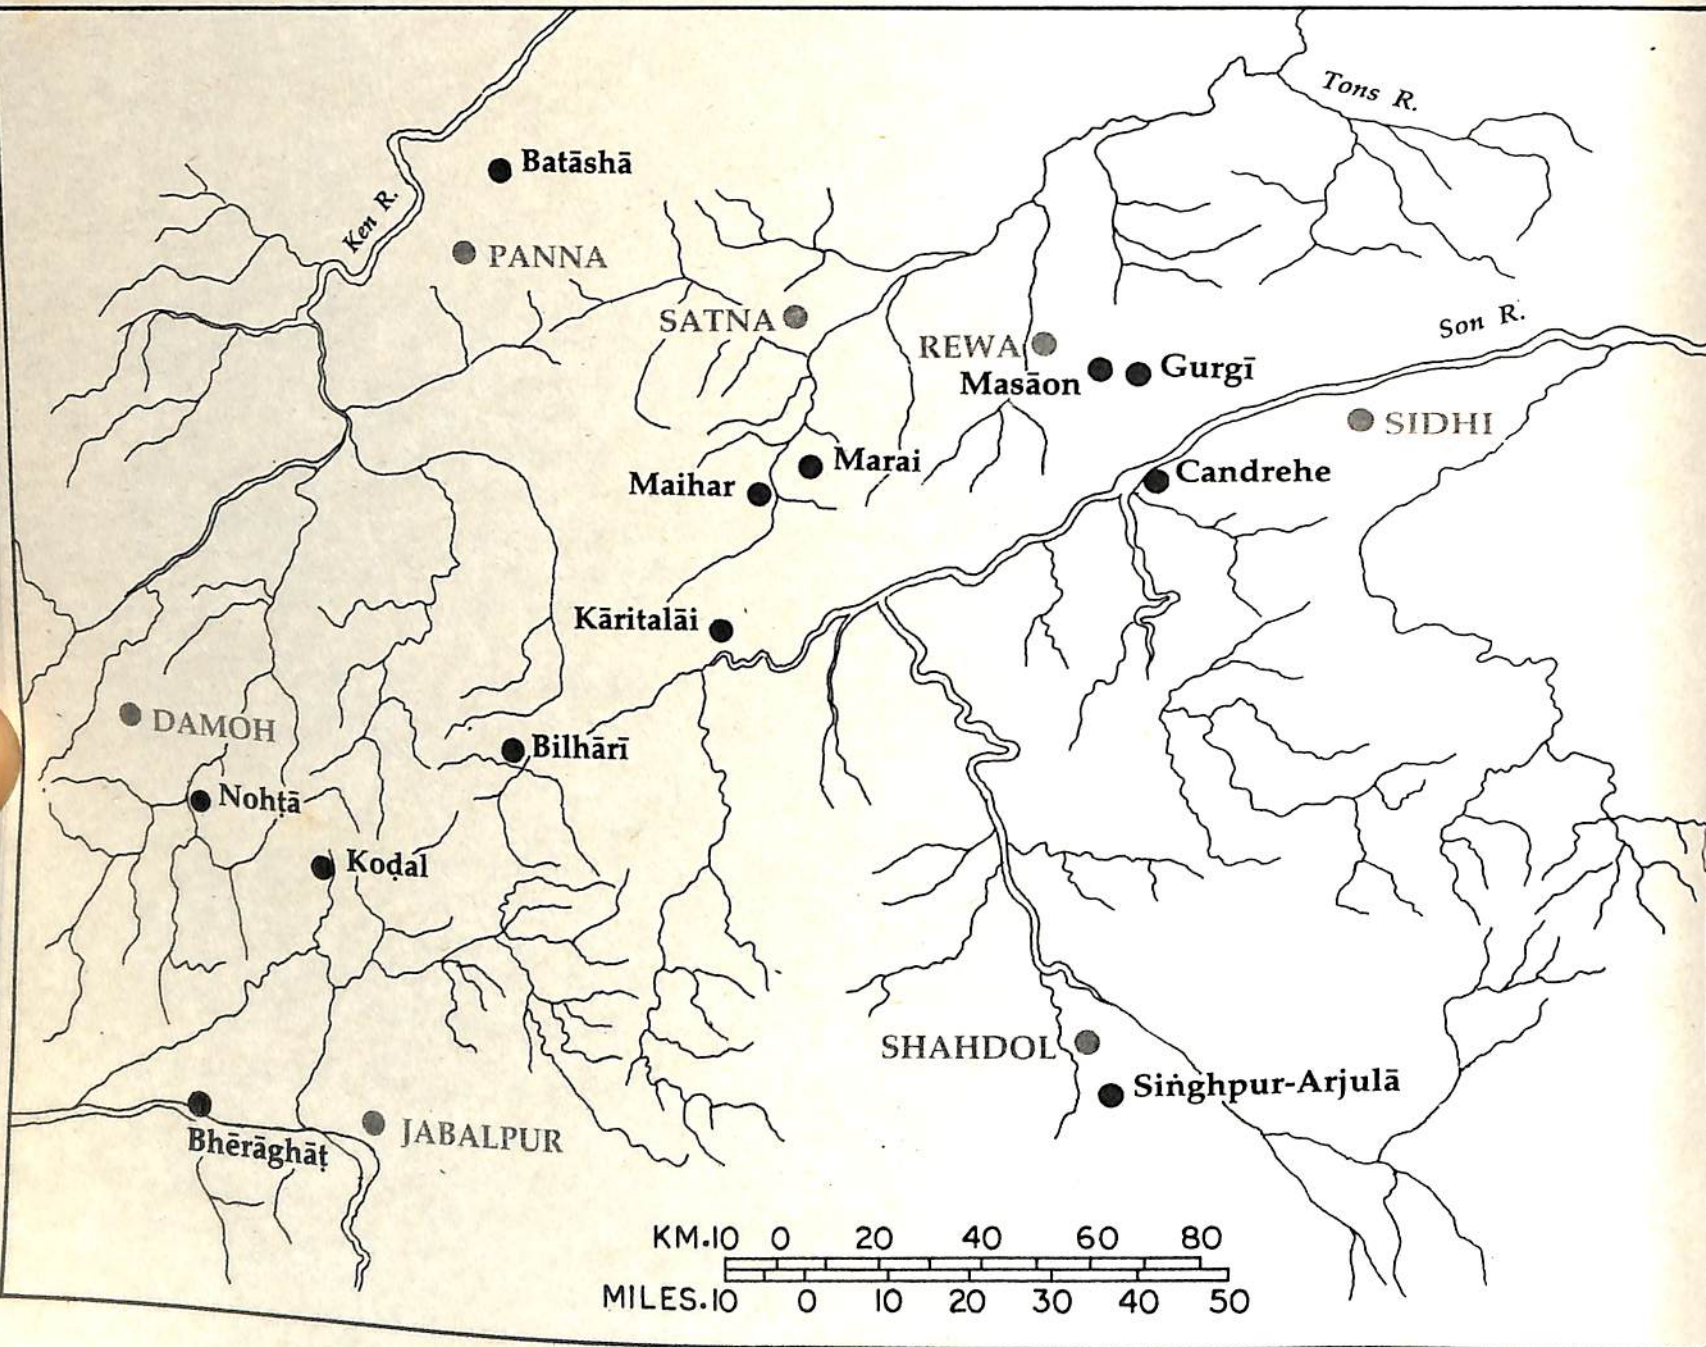 Tons R.
Batāshā
Ken R.
PANNA
SATNA
Son R.
REWA
Masāon
Gurgī
SIDHI
Marai
Maihar
Candrehe
Kāritalāi
DAMOH
Bilhārī
Nohṭā
Koḍal
SHAHDOL
Siṅghpur-Arjulā
JABALPUR
Bhērāghāṭ
KM.10 0 20 40 60 80
MILES.10 0 10 20 30 40 50